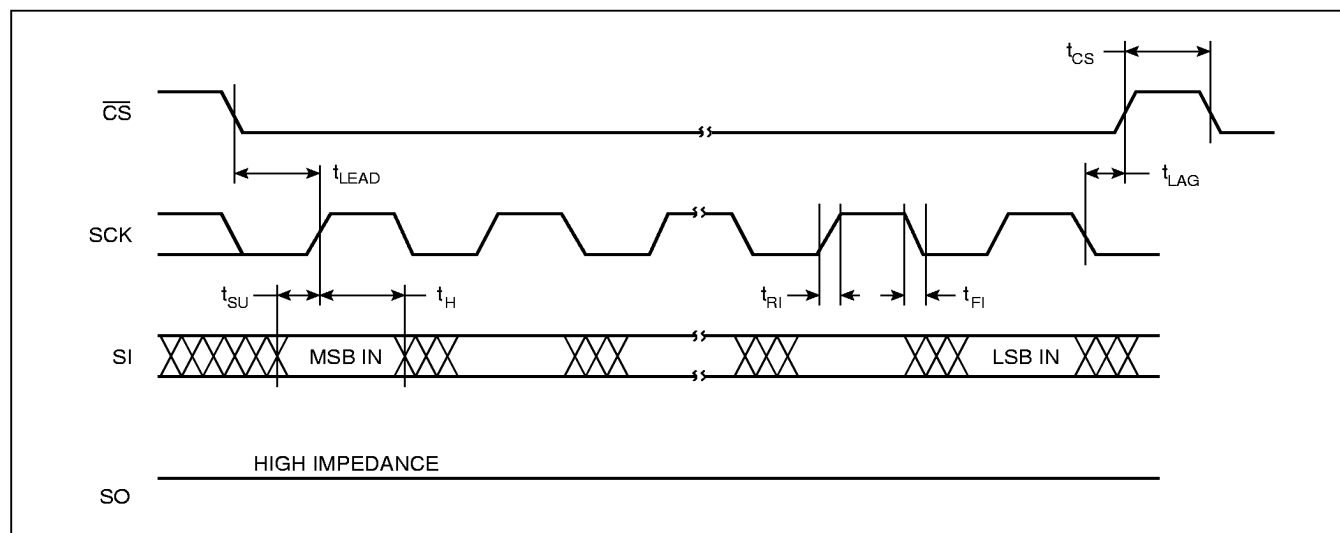 tCS
CS
tLEAD
tLAG
SCK
tSU
tH
tRI
tFI
SI
MSB IN
LSB IN
HIGH IMPEDANCE
SO